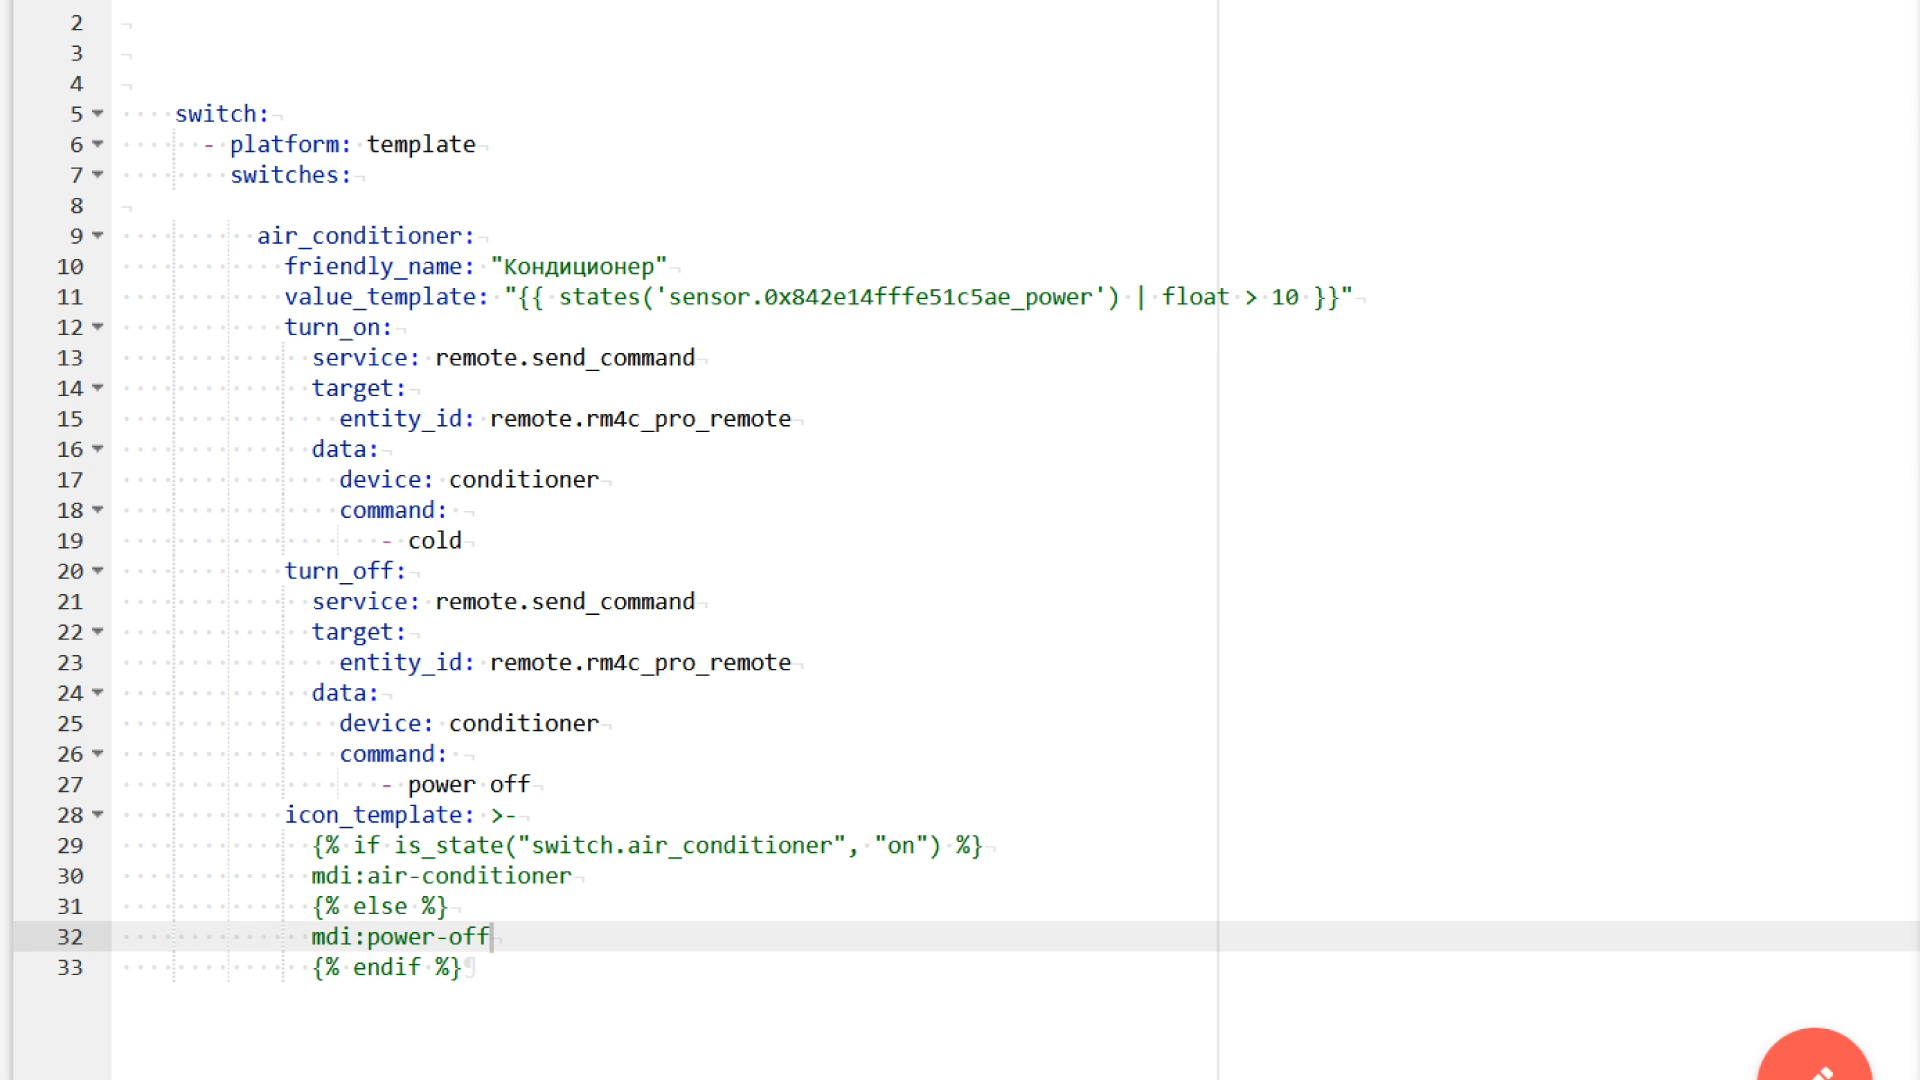 2
3
4
5 switch:
6 - platform: template
7 switches:
8
9 air_conditioner:
10 friendly_name: "Кондиционер"
11 value_template: "{{ states('sensor.0x842e14fffe51c5ae_power') | float > 10 }}"
12 turn_on:
13 service: remote.send_command
14 target:
15 entity_id: remote.rm4c_pro_remote
16 data:
17 device: conditioner
18 command:
19 - cold
20 turn_off:
21 service: remote.send_command
22 target:
23 entity_id: remote.rm4c_pro_remote
24 data:
25 device: conditioner
26 command:
27 - power off
28 icon_template: >-
29 {% if is_state("switch.air_conditioner", "on") %}
30 mdi:air-conditioner
31 {% else %}
32 mdi:power-off
33 {% endif %}